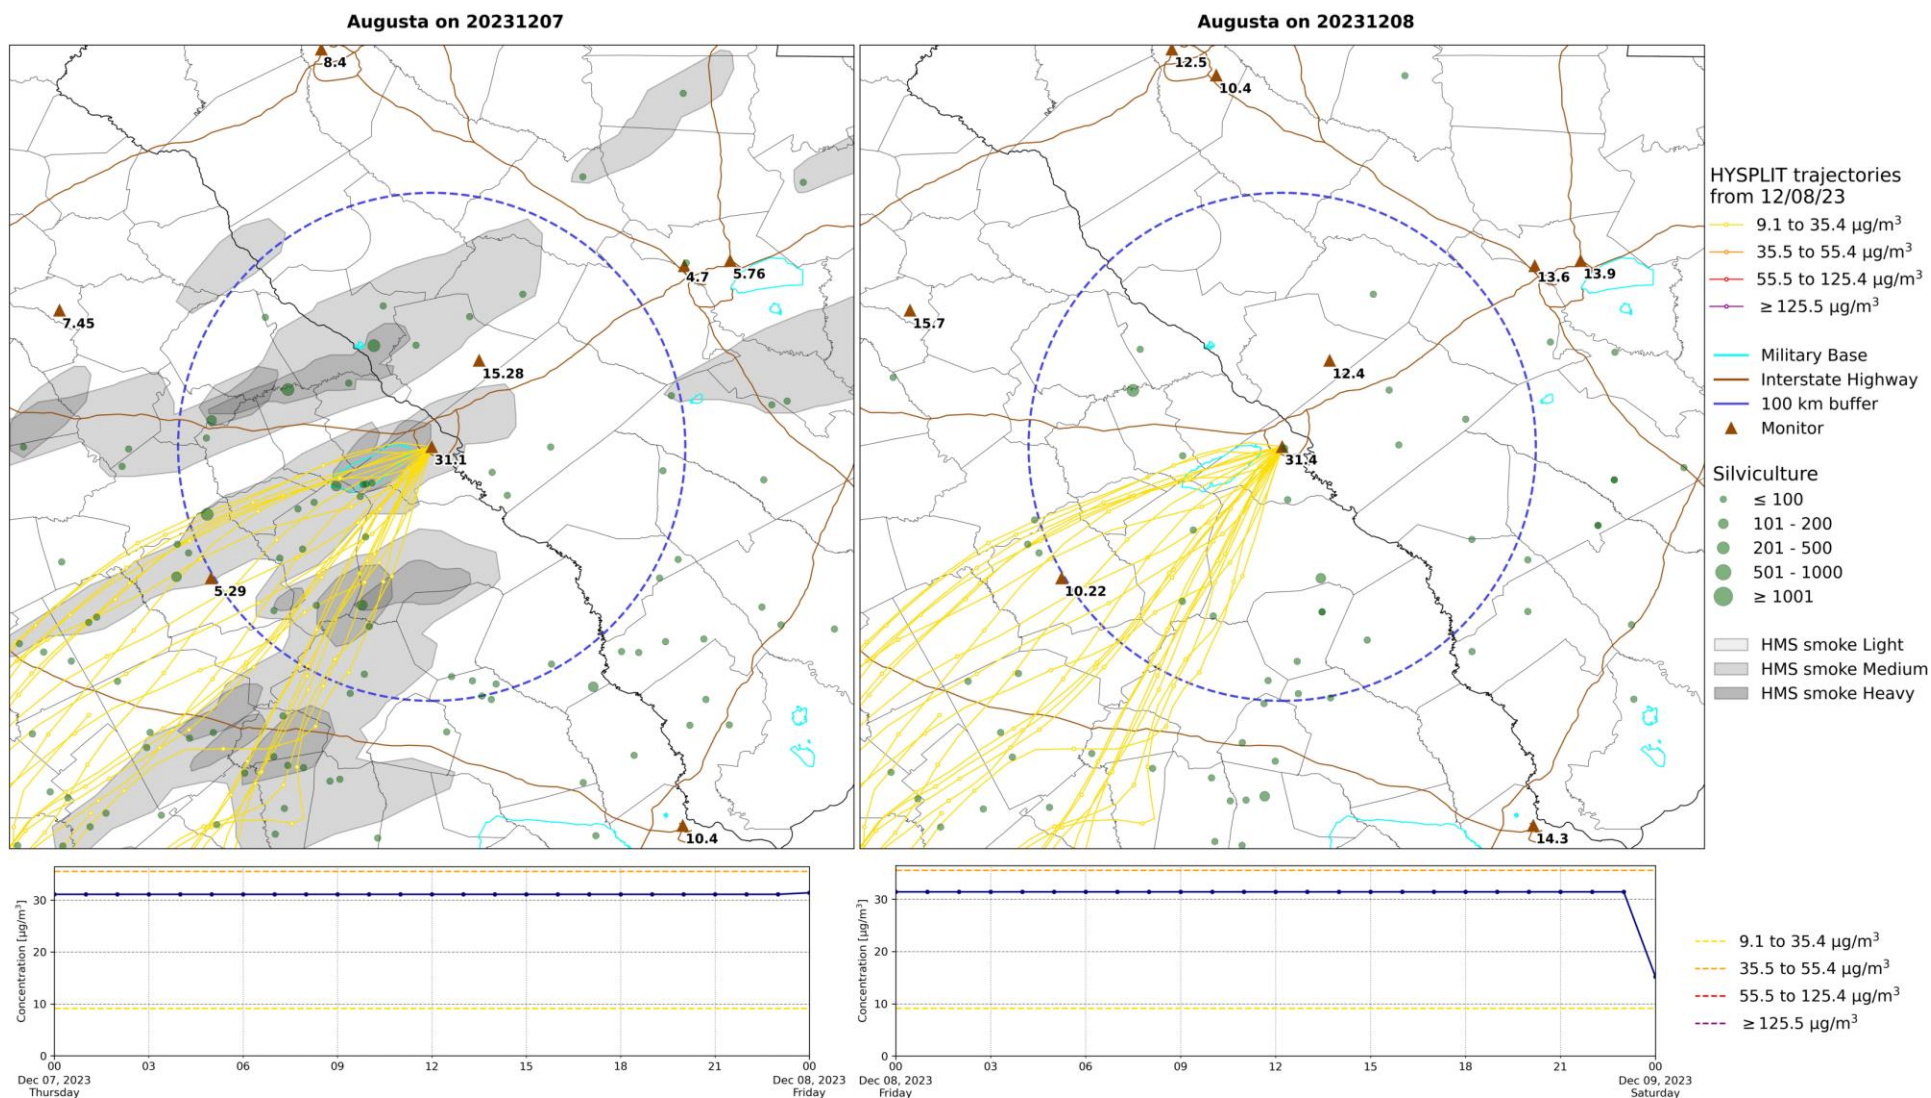 Augusta on 20231207
8.4
4.7
5.76
7.45
15.28
31.1
5.29
10.4
Augusta on 20231208
12.5
10.4
13.6
13.9
15.7
12.4
31.4
10.22
14.3
HYSPLIT trajectories
from 12/08/23
9.1 to 35.4 μg/m³
35.5 to 55.4 μg/m³
55.5 to 125.4 μg/m³
≥ 125.5 μg/m³
Military Base
Interstate Highway
100 km buffer
Monitor
Silviculture
≤ 100
101 - 200
201 - 500
501 - 1000
≥ 1001
HMS smoke Light
HMS smoke Medium
HMS smoke Heavy
Concentration [μg/m³]
30
20
10
0
00 03 06 09 12 15 18 21 00
Dec 07, 2023 Dec 08, 2023
Thursday Friday
Concentration [μg/m³]
30
20
10
0
00 03 06 09 12 15 18 21 00
Dec 08, 2023 Dec 09, 2023
Friday Saturday
9.1 to 35.4 μg/m³
35.5 to 55.4 μg/m³
55.5 to 125.4 μg/m³
≥ 125.5 μg/m³